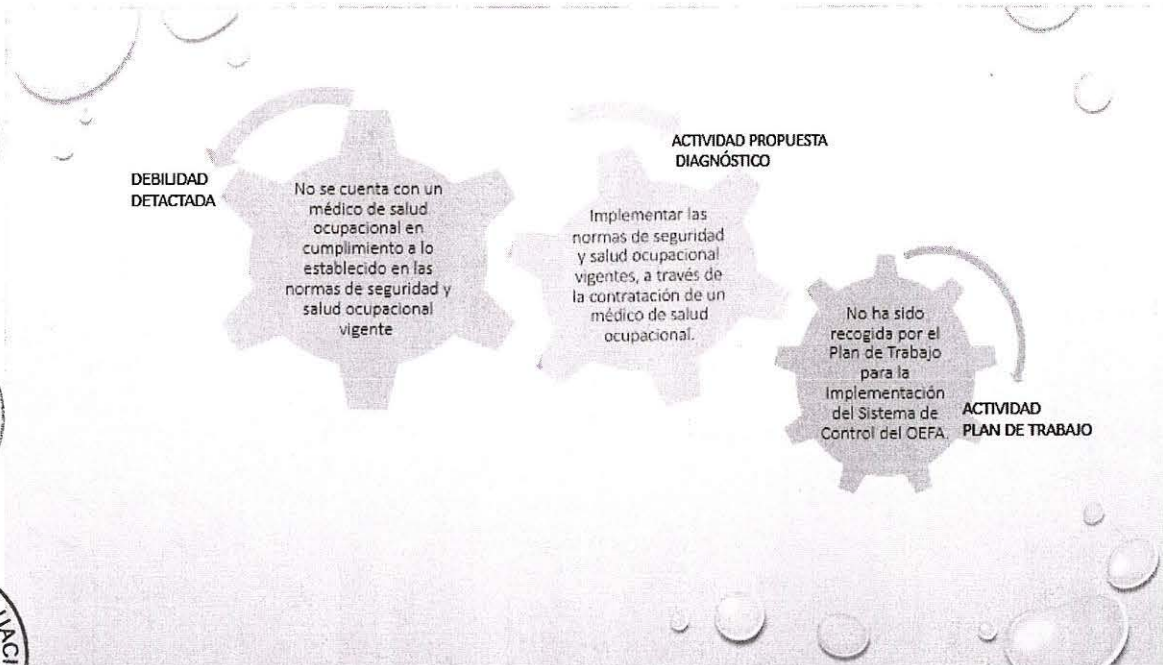 DEBILIDAD
DETACTADA
No se cuenta con un
médico de salud
ocupacional en
cumplimiento a lo
establecido en las
normas de seguridad y
salud ocupacional
vigente
ACTIVIDAD PROPUESTA
DIAGNÓSTICO
Implementar las
normas de seguridad
y salud ocupacional
vigentes, a través de
la contratación de un
médico de salud
ocupacional.
No ha sido
recogida por el
Plan de Trabajo
para la
Implementación
del Sistema de
Control del OEFA.
ACTIVIDAD
PLAN DE TRABAJO